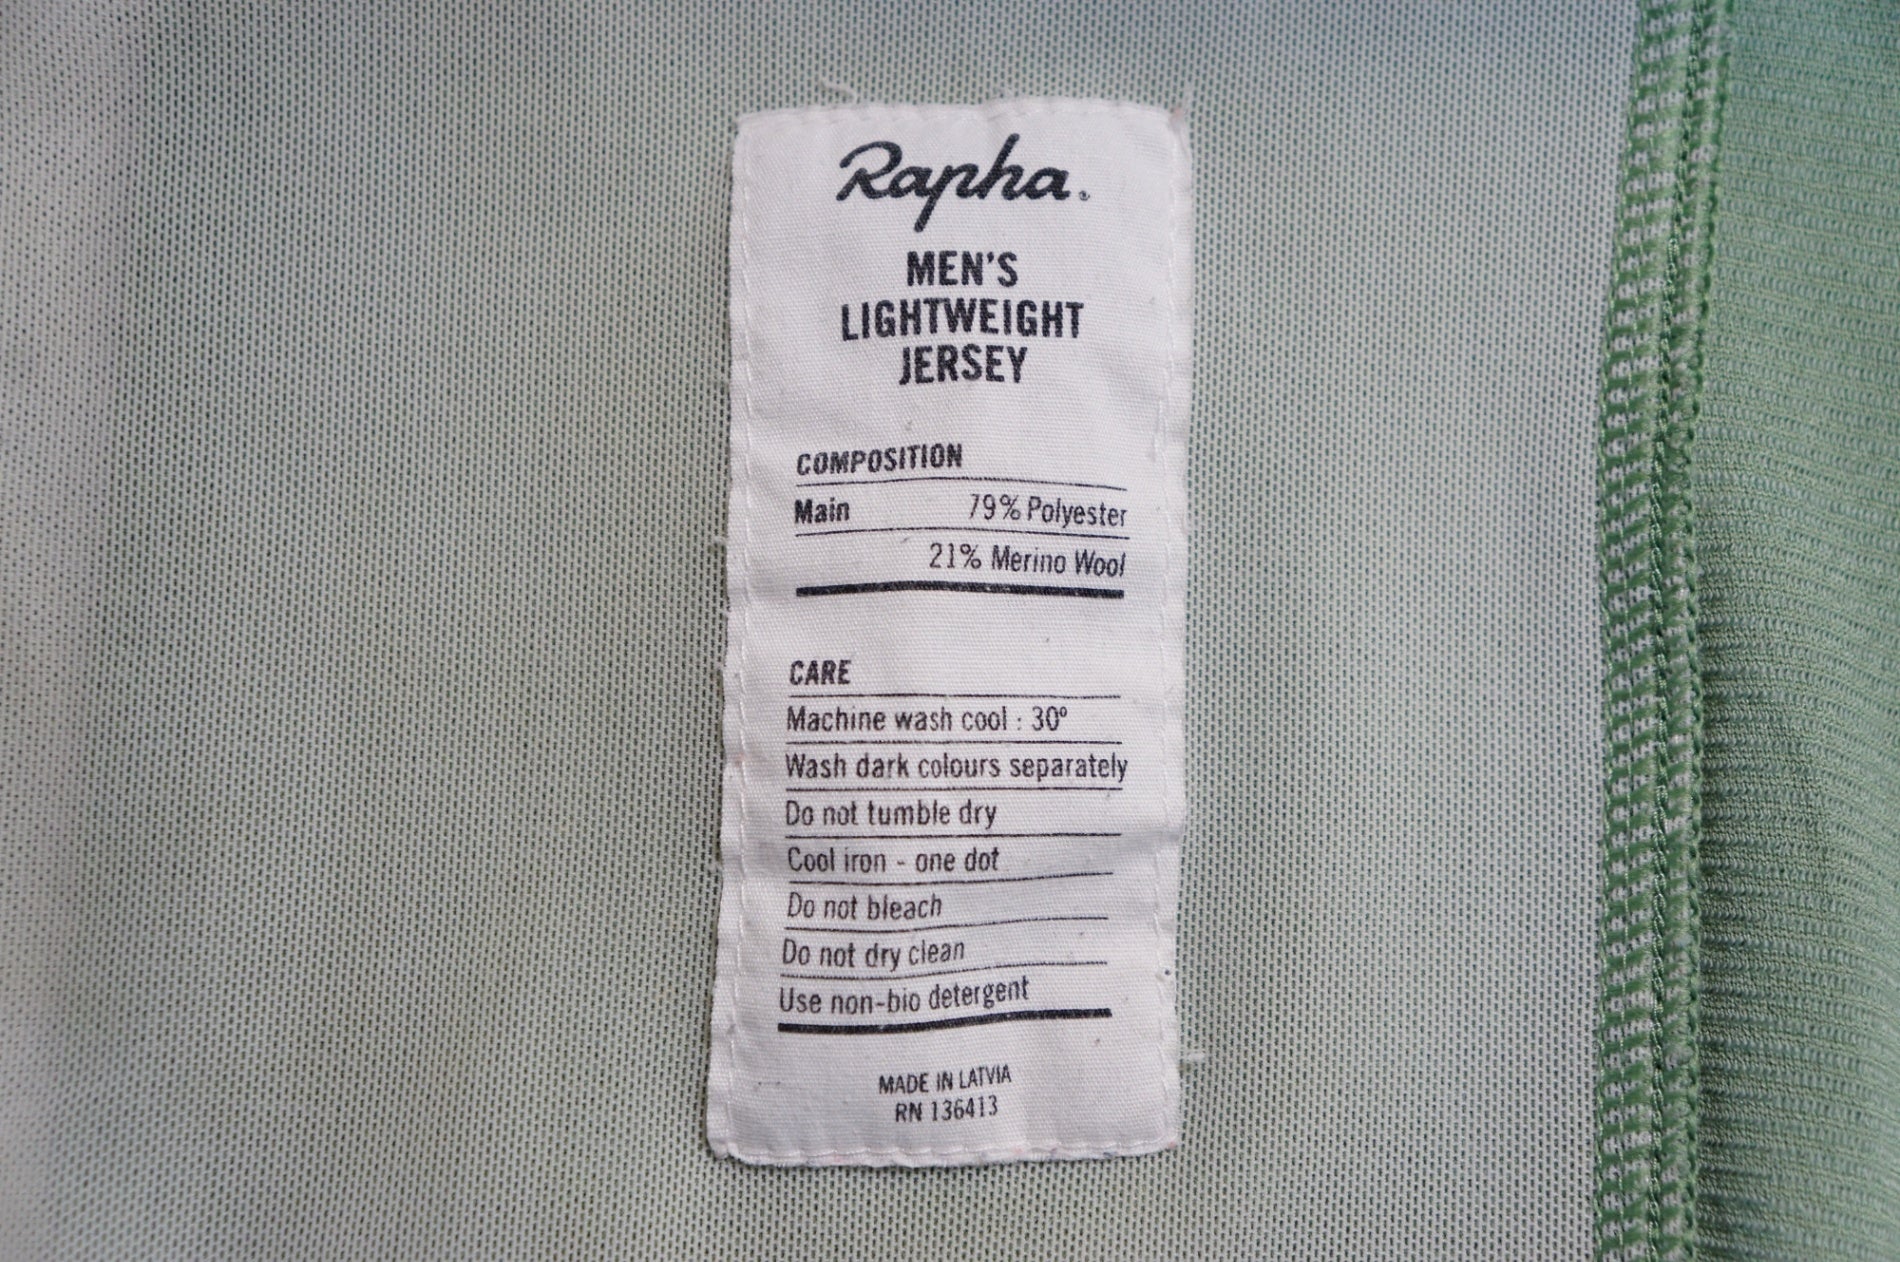 Rapha.
MEN'S
LIGHTWEIGHT
JERSEY
COMPOSITION
Main 79% Polyester
21% Merino Wool
CARE
Machine wash cool : 30º
Wash dark colours separately
Do not tumble dry
Cool iron - one dot
Do not bleach
Do not dry clean
Use non-bio detergent
MADE IN LATVIA
RN 136413